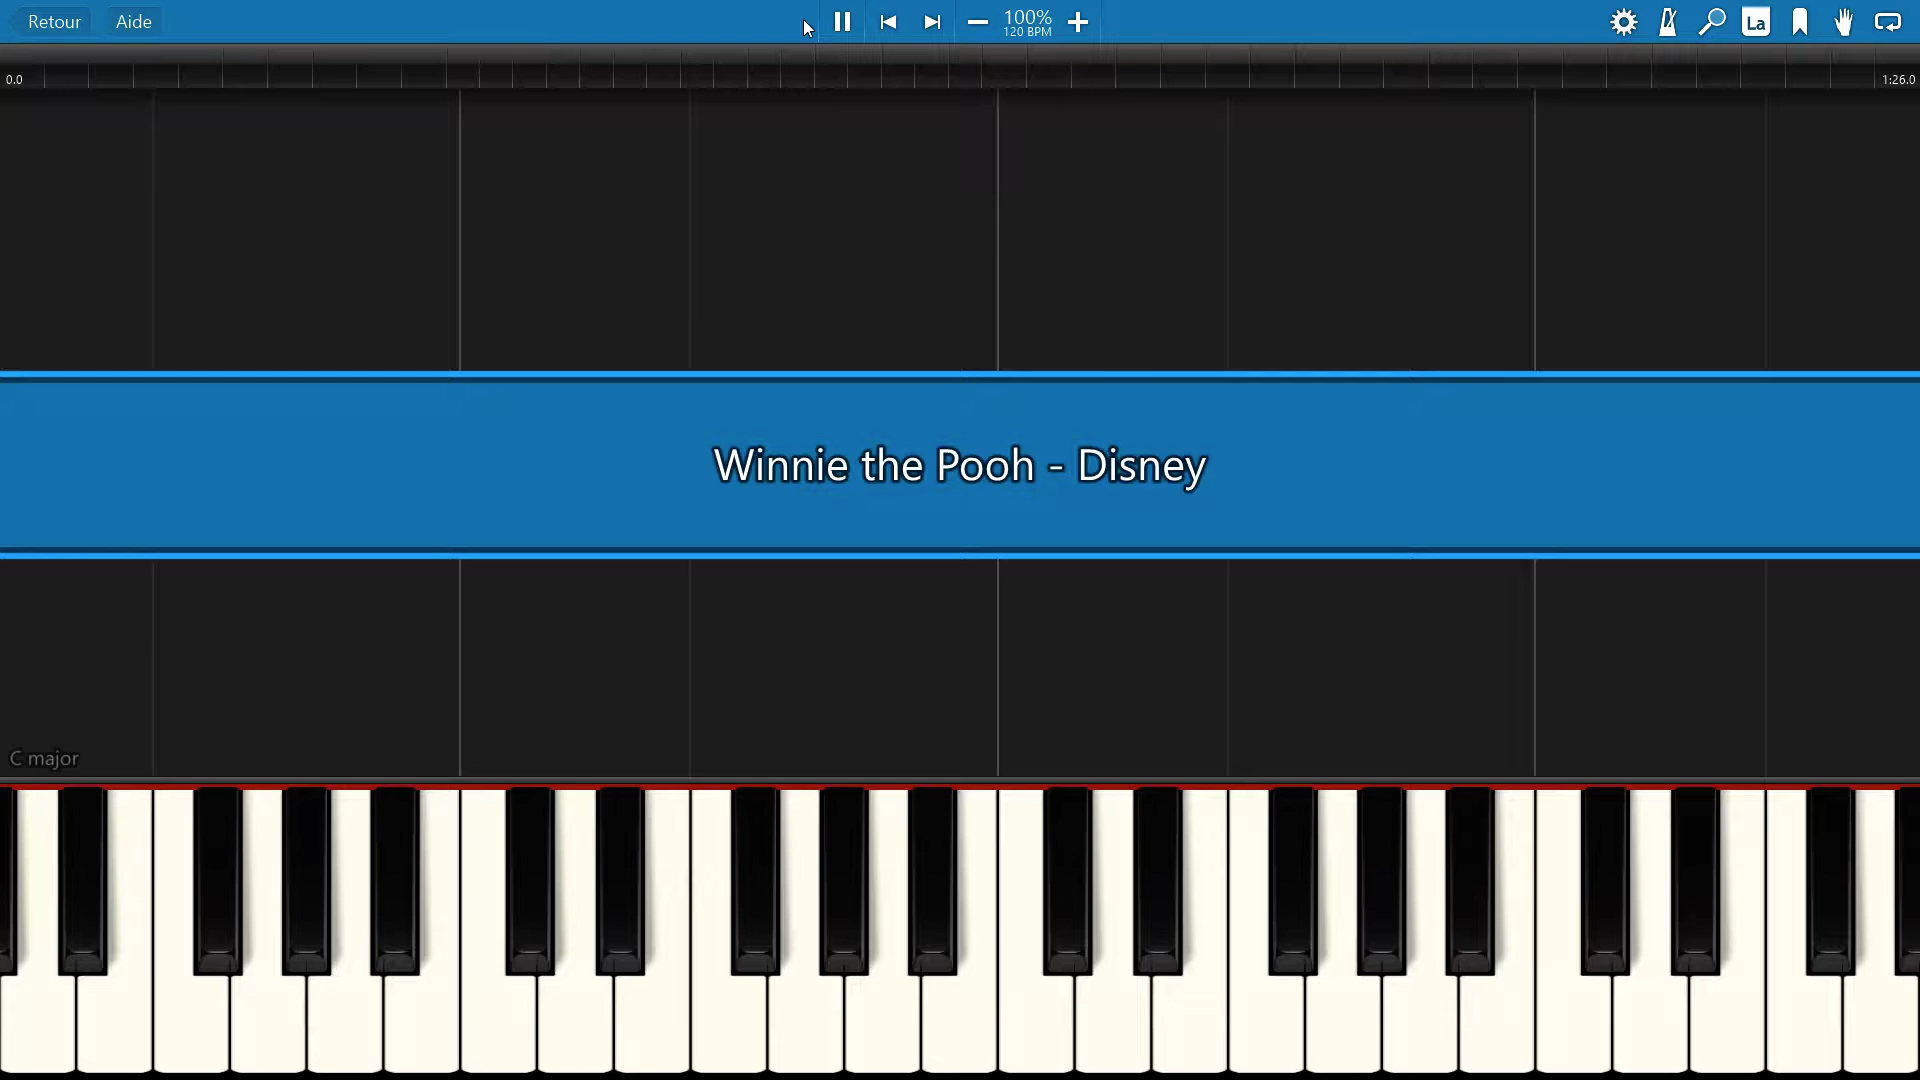 Retour Aide 100% La
120 BPM
0.0 1:26.0
Winnie the Pooh - Disney
C major